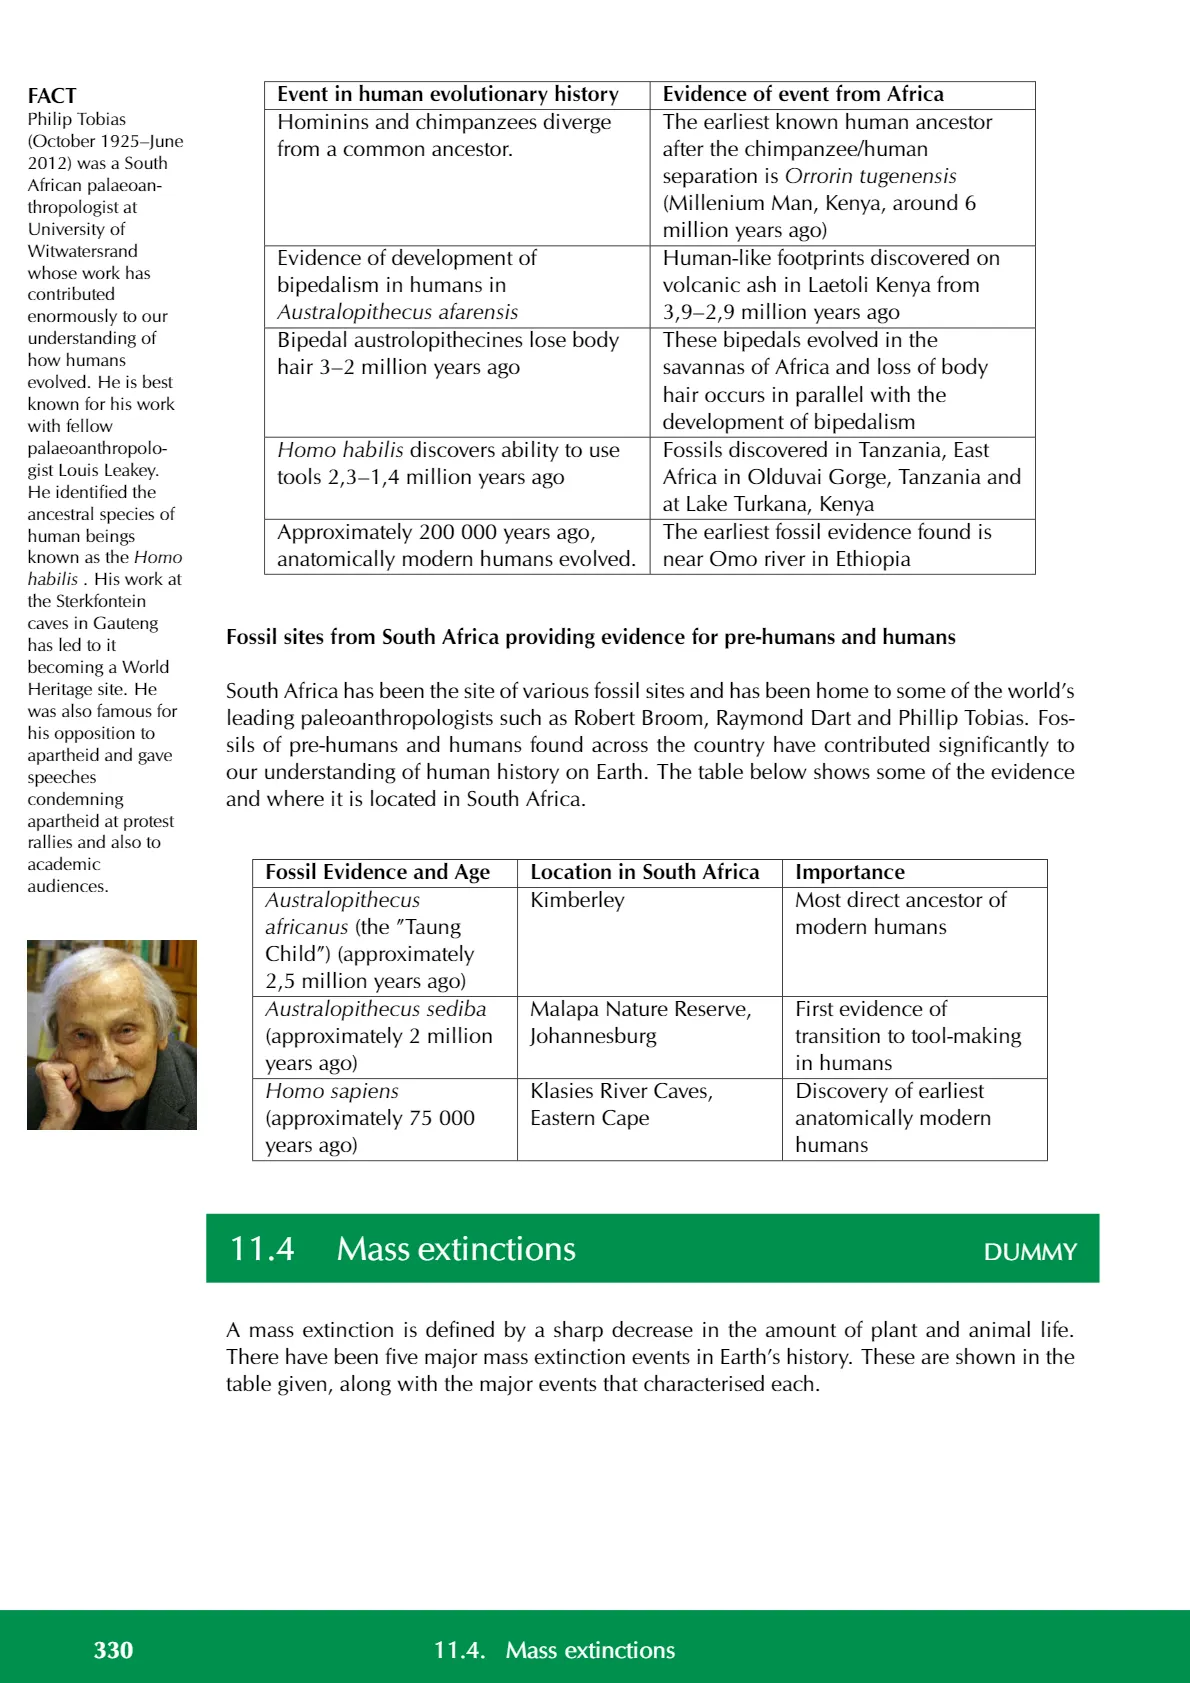 FACT
Philip Tobias
(October 1925–June
2012) was a South
African palaeoan-
thropologist at
University of
Witwatersrand
whose work has
contributed
enormously to our
understanding of
how humans
evolved. He is best
known for his work
with fellow
palaeoanthropolo-
gist Louis Leakey.
He identified the
ancestral species of
human beings
known as the Homo
habilis . His work at
the Sterkfontein
caves in Gauteng
has led to it
becoming a World
Heritage site. He
was also famous for
his opposition to
apartheid and gave
speeches
condemning
apartheid at protest
rallies and also to
academic
audiences.
Event in human evolutionary history
Evidence of event from Africa
Hominins and chimpanzees diverge
from a common ancestor.
The earliest known human ancestor
after the chimpanzee/human
separation is Orrorin tugenensis
(Millenium Man, Kenya, around 6
million years ago)
Evidence of development of
bipedalism in humans in
Australopithecus afarensis
Human-like footprints discovered on
volcanic ash in Laetoli Kenya from
3,9–2,9 million years ago
Bipedal austrolopithecines lose body
hair 3–2 million years ago
These bipedals evolved in the
savannas of Africa and loss of body
hair occurs in parallel with the
development of bipedalism
Homo habilis discovers ability to use
tools 2,3–1,4 million years ago
Fossils discovered in Tanzania, East
Africa in Olduvai Gorge, Tanzania and
at Lake Turkana, Kenya
Approximately 200 000 years ago,
anatomically modern humans evolved.
The earliest fossil evidence found is
near Omo river in Ethiopia
Fossil sites from South Africa providing evidence for pre-humans and humans
South Africa has been the site of various fossil sites and has been home to some of the world’s
leading paleoanthropologists such as Robert Broom, Raymond Dart and Phillip Tobias. Fos-
sils of pre-humans and humans found across the country have contributed significantly to
our understanding of human history on Earth. The table below shows some of the evidence
and where it is located in South Africa.
Fossil Evidence and Age
Location in South Africa
Importance
Australopithecus
africanus (the ”Taung
Child”) (approximately
2,5 million years ago)
Kimberley
Most direct ancestor of
modern humans
Australopithecus sediba
(approximately 2 million
years ago)
Malapa Nature Reserve,
Johannesburg
First evidence of
transition to tool-making
in humans
Homo sapiens
(approximately 75 000
years ago)
Klasies River Caves,
Eastern Cape
Discovery of earliest
anatomically modern
humans
11.4 Mass extinctions DUMMY
A mass extinction is defined by a sharp decrease in the amount of plant and animal life.
There have been five major mass extinction events in Earth’s history. These are shown in the
table given, along with the major events that characterised each.
330 11.4. Mass extinctions